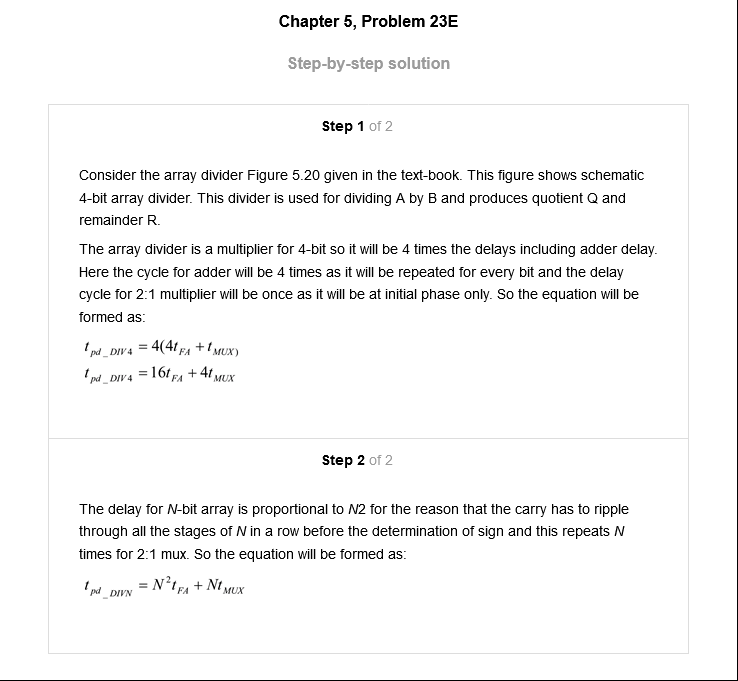 Chapter 5, Problem 23E
Step-by-step solution
Step 1 of 2
Consider the array divider Figure 5.20 given in the text-book. This figure shows schematic
4-bit array divider. This divider is used for dividing A by B and produces quotient Q and
remainder R.
The array divider is a multiplier for 4-bit so it will be 4 times the delays including adder delay.
Here the cycle for adder will be 4 times as it will be repeated for every bit and the delay
cycle for 2:1 multiplier will be once as it will be at initial phase only. So the equation will be
formed as:
t_{pd_DIV4} = 4(4t_{FA} + t_{MUX)}
t_{pd_DIV4} = 16t_{FA} + 4t_{MUX}
Step 2 of 2
The delay for N-bit array is proportional to N2 for the reason that the carry has to ripple
through all the stages of N in a row before the determination of sign and this repeats N
times for 2:1 mux. So the equation will be formed as:
t_{pd_DIVN} = N²t_{FA} + Nt_{MUX}